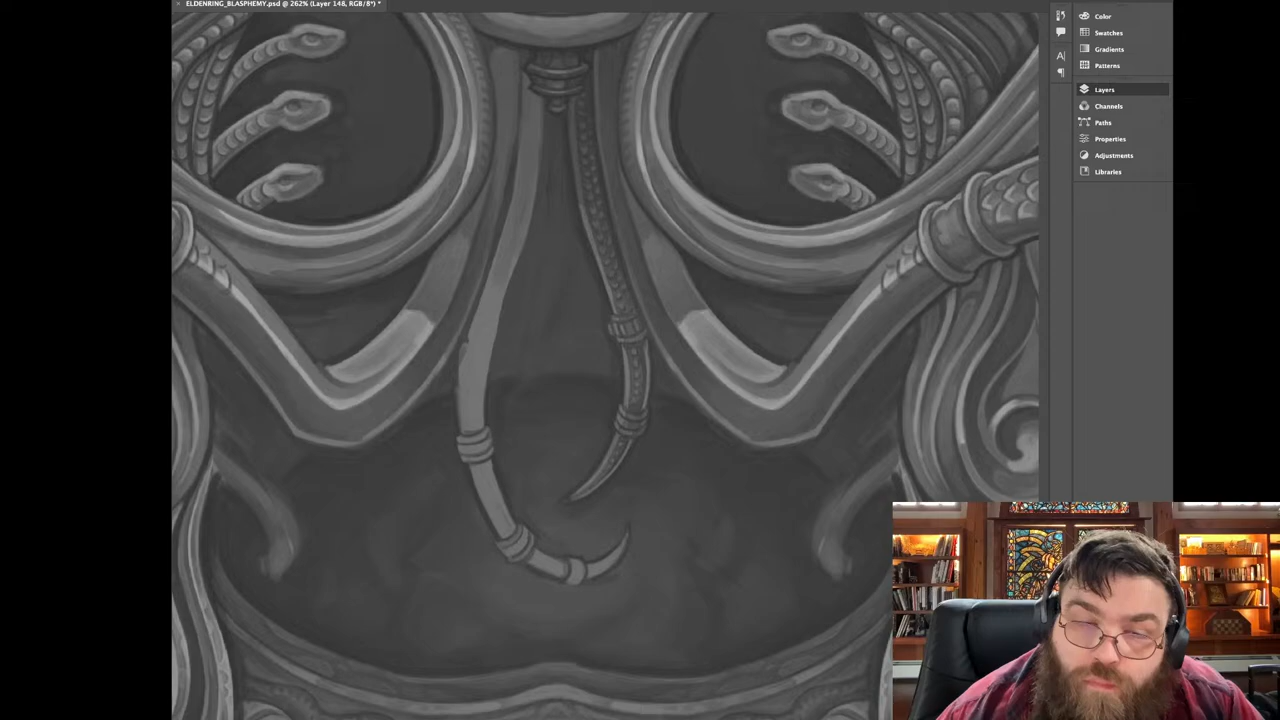 × ELDENRING_BLASPHEMY.psd @ 262% (Layer 148, RGB/8*) *
Color
Swatches
Gradients
Patterns
Layers
Channels
Paths
Properties
Adjustments
Libraries